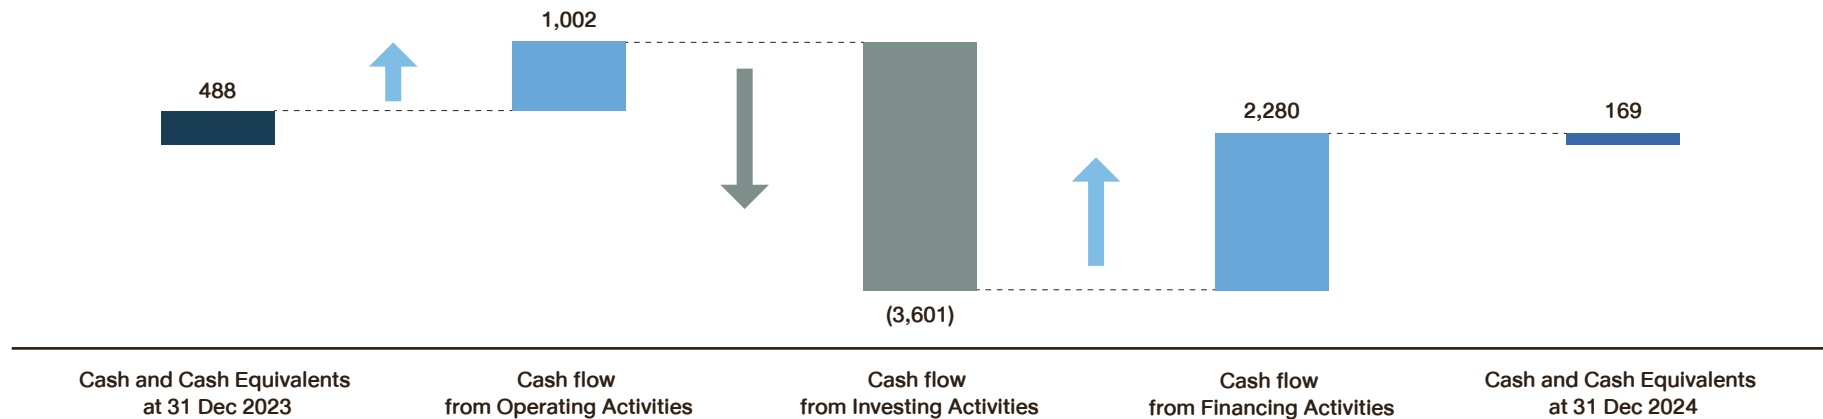 1,002
488
2,280
169
(3,601)
Cash and Cash Equivalents
at 31 Dec 2023
Cash flow
from Operating Activities
Cash flow
from Investing Activities
Cash flow
from Financing Activities
Cash and Cash Equivalents
at 31 Dec 2024